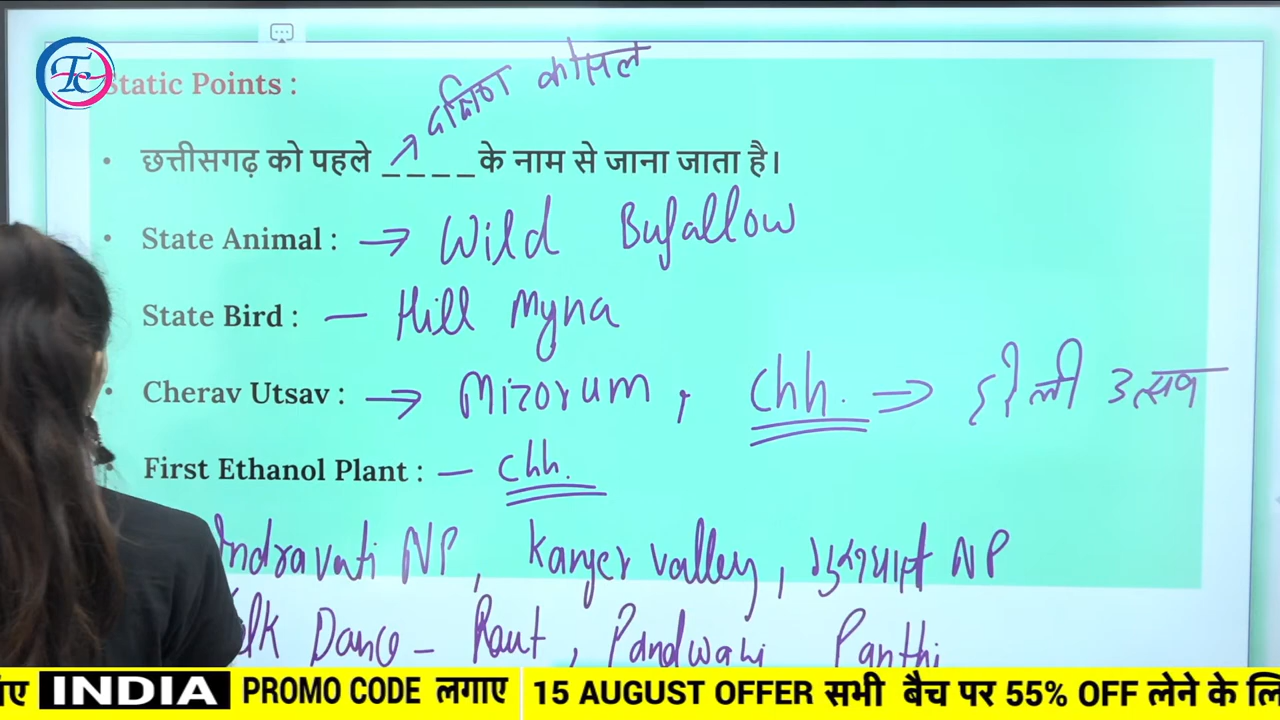 Tc
Static Points :
दक्षिण कोसल
छत्तीसगढ़ को पहले ____ के नाम से जाना जाता है।
State Animal : → Wild Bufallow
State Bird : – Hill Myna
Cherav Utsav : → Mizorum, Chh. → होली उत्सव
First Ethanol Plant : – Chh.
Indravati NP, Kanger valley, NP
Dance – Raut, Pandwani Panthi
INDIA PROMO CODE लगाए 15 AUGUST OFFER सभी बैच पर 55% OFF लेने के